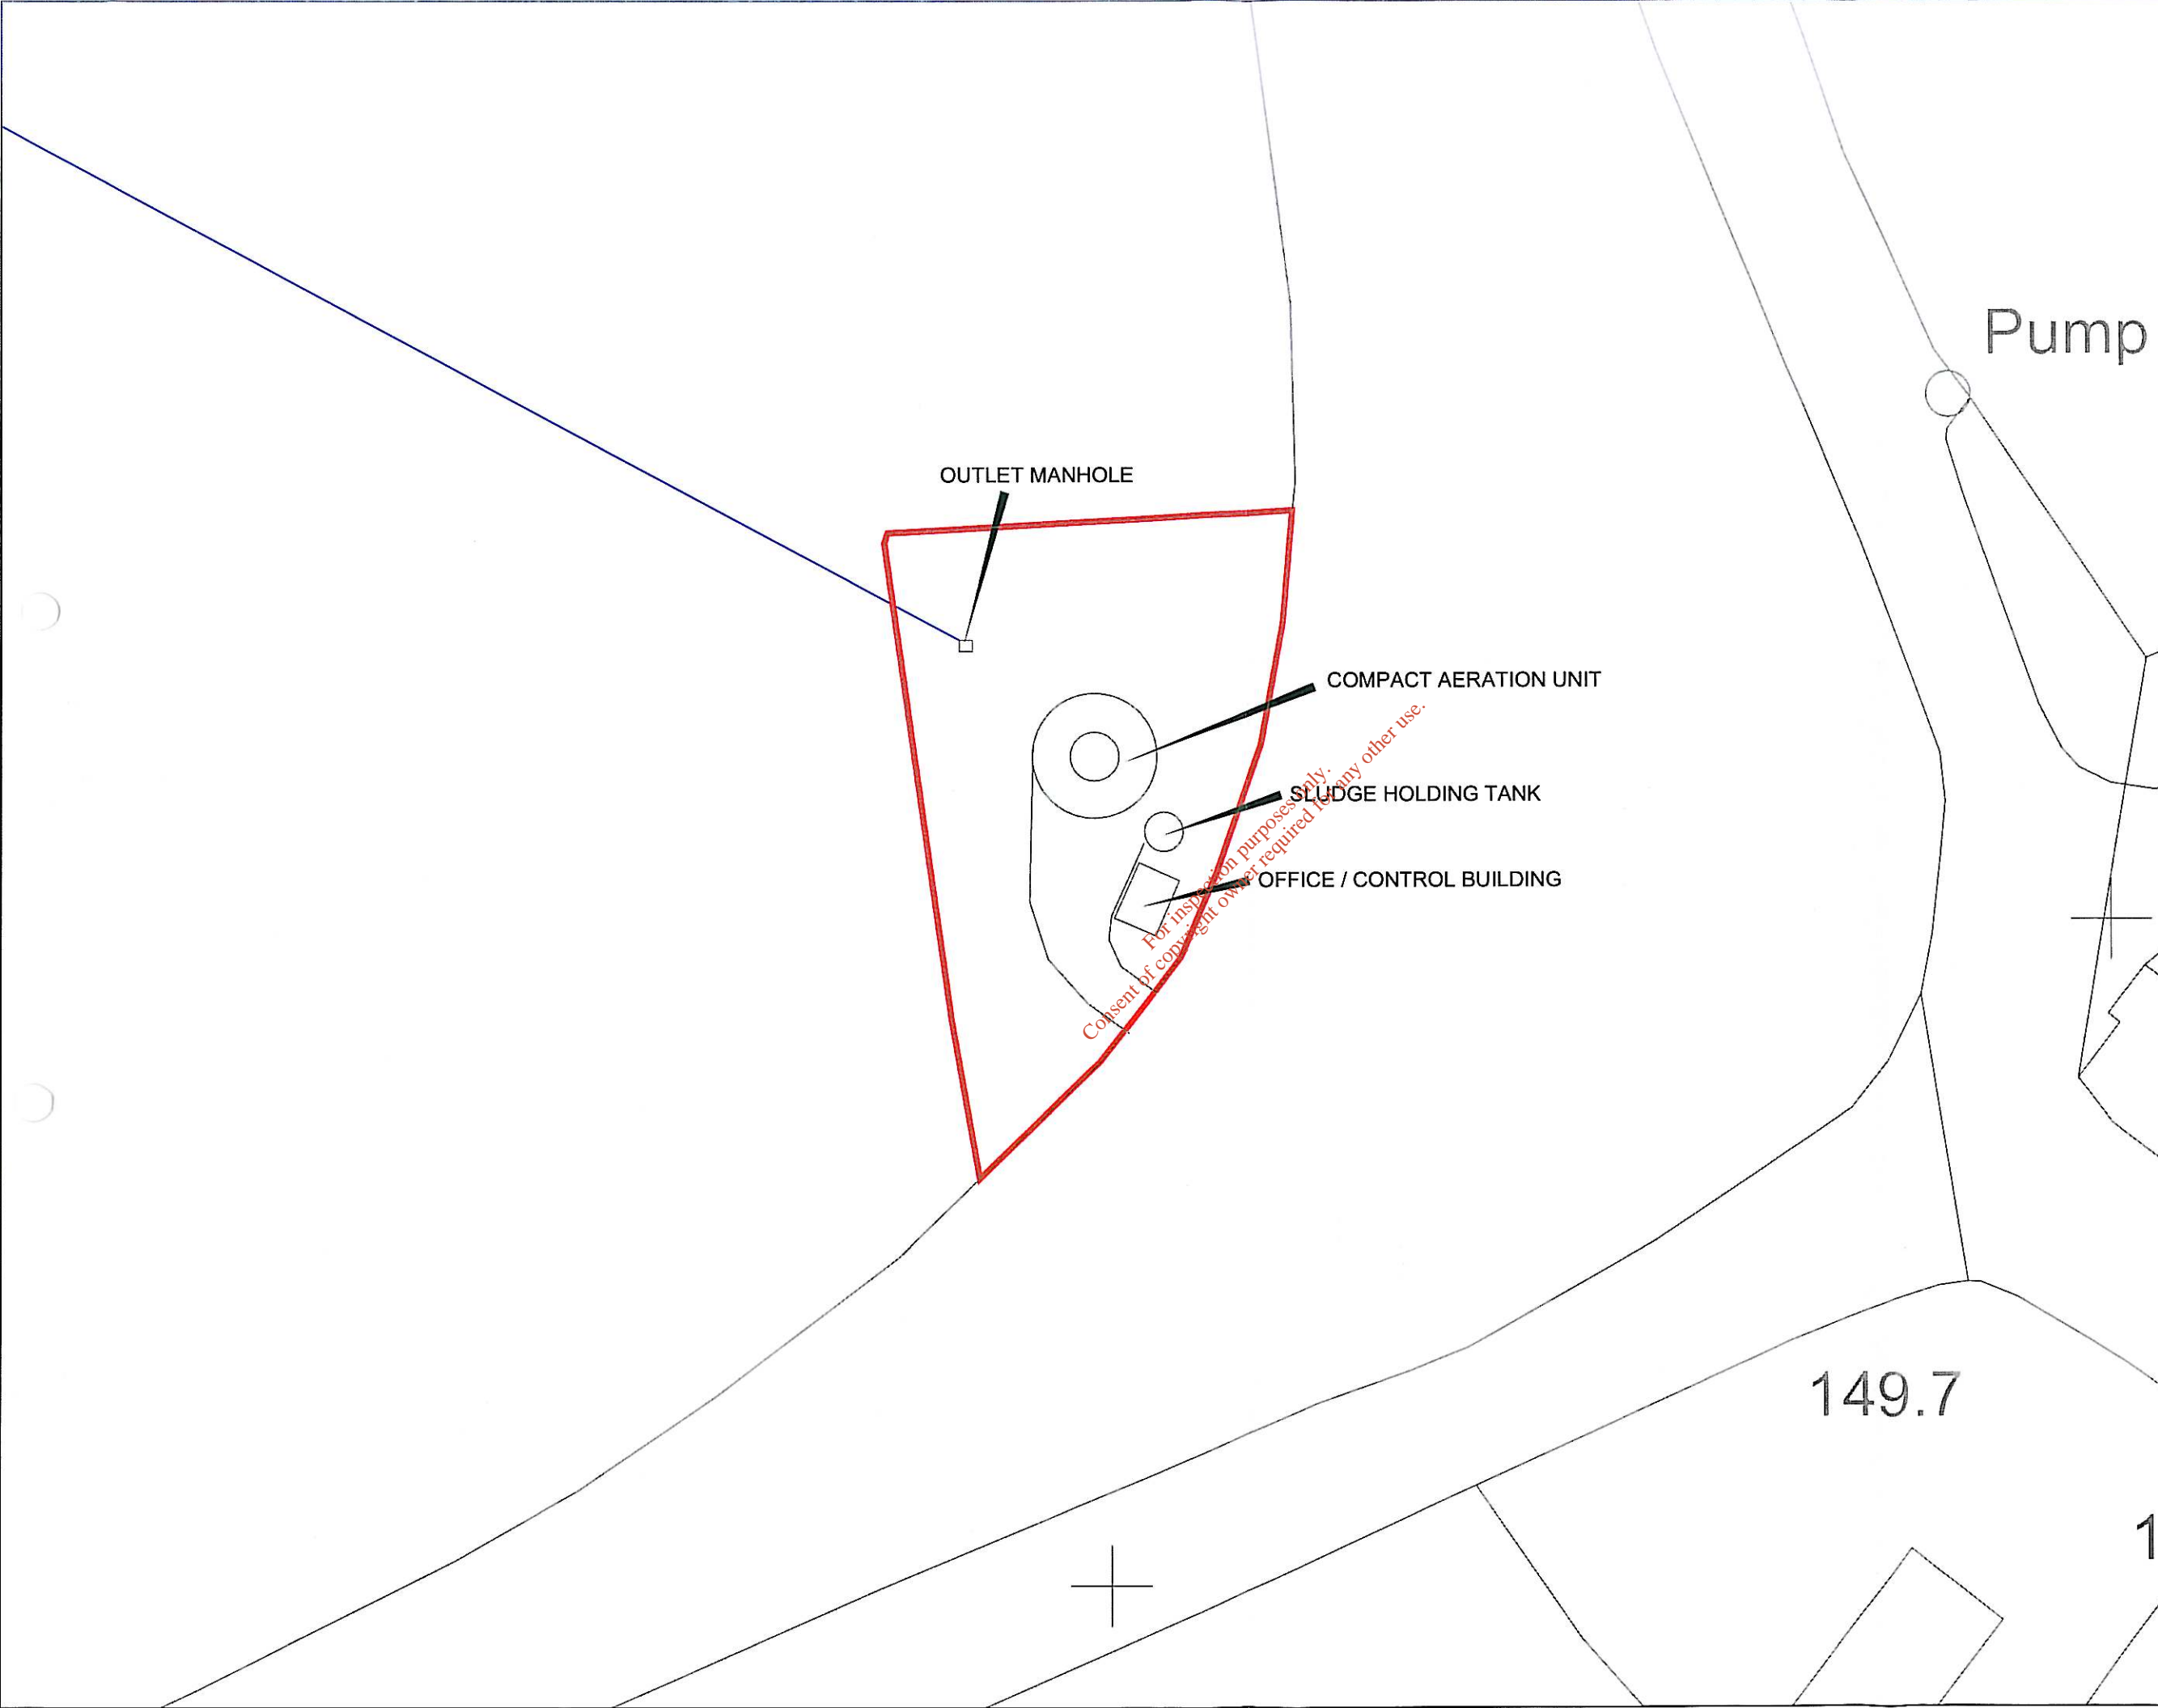 Pump
OUTLET MANHOLE
COMPACT AERATION UNIT
SLUDGE HOLDING TANK
OFFICE / CONTROL BUILDING
For inspection purposes only.
Consent of copyright owner required for any other use.
149.7
1